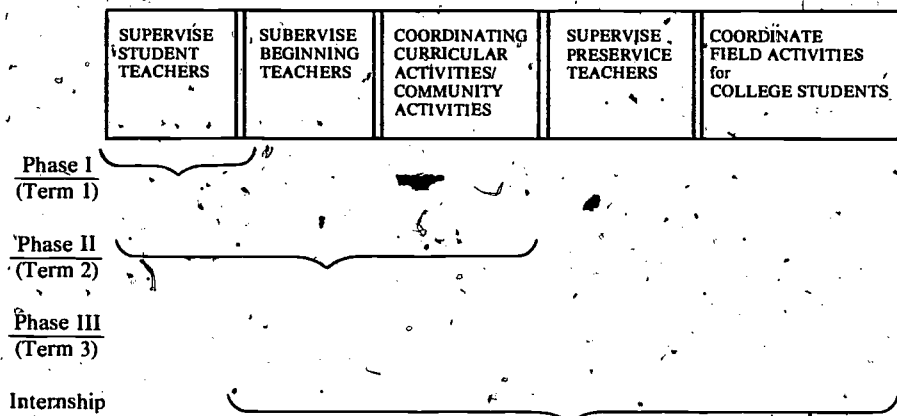 SUPERVISE
STUDENT
TEACHERS
SUBERVISE
BEGINNING
TEACHERS
COORDINATING
CURRICULAR
ACTIVITIES/
COMMUNITY
ACTIVITIES
SUPERVISE
PRESERVICE
TEACHERS
COORDINATE
FIELD ACTIVITIES
for
COLLEGE STUDENTS
Phase I
(Term 1)
Phase II
(Term 2)
Phase III
(Term 3)
Internship